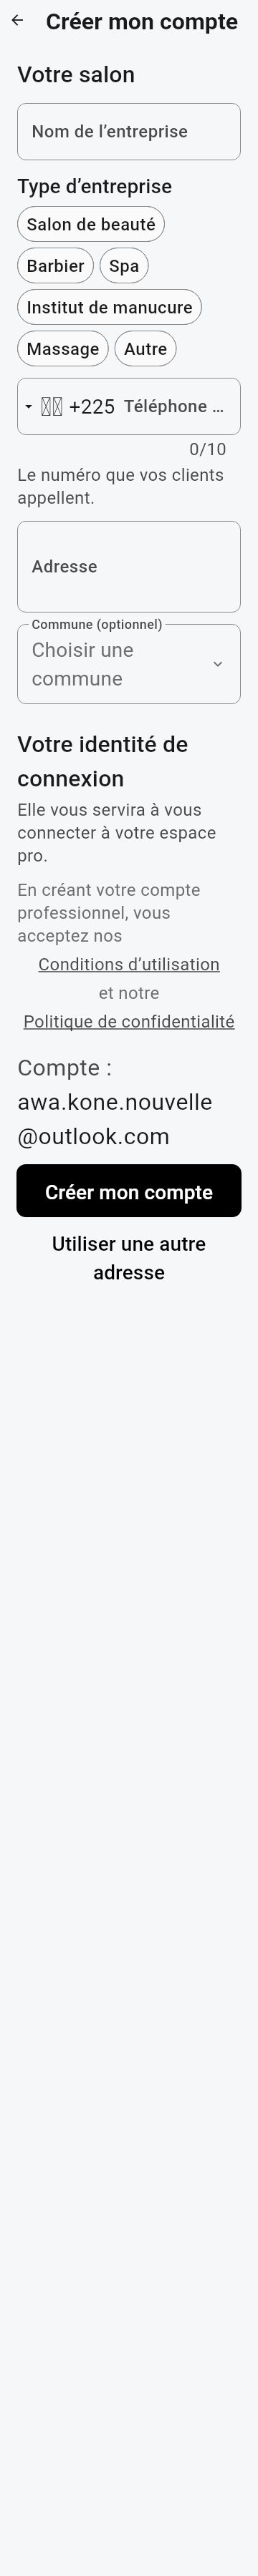 Créer mon compte
Votre salon
Nom de l’entreprise
Type d’entreprise
Salon de beauté
Barbier
Spa
Institut de manucure
Massage
Autre
+225 Téléphone ...
0/10
Le numéro que vos clients
appellent.
Adresse
Commune (optionnel)
Choisir une
commune
Votre identité de
connexion
Elle vous servira à vous
connecter à votre espace
pro.
En créant votre compte
professionnel, vous
acceptez nos
Conditions d’utilisation
et notre
Politique de confidentialité
Compte :
awa.kone.nouvelle
@outlook.com
Créer mon compte
Utiliser une autre
adresse